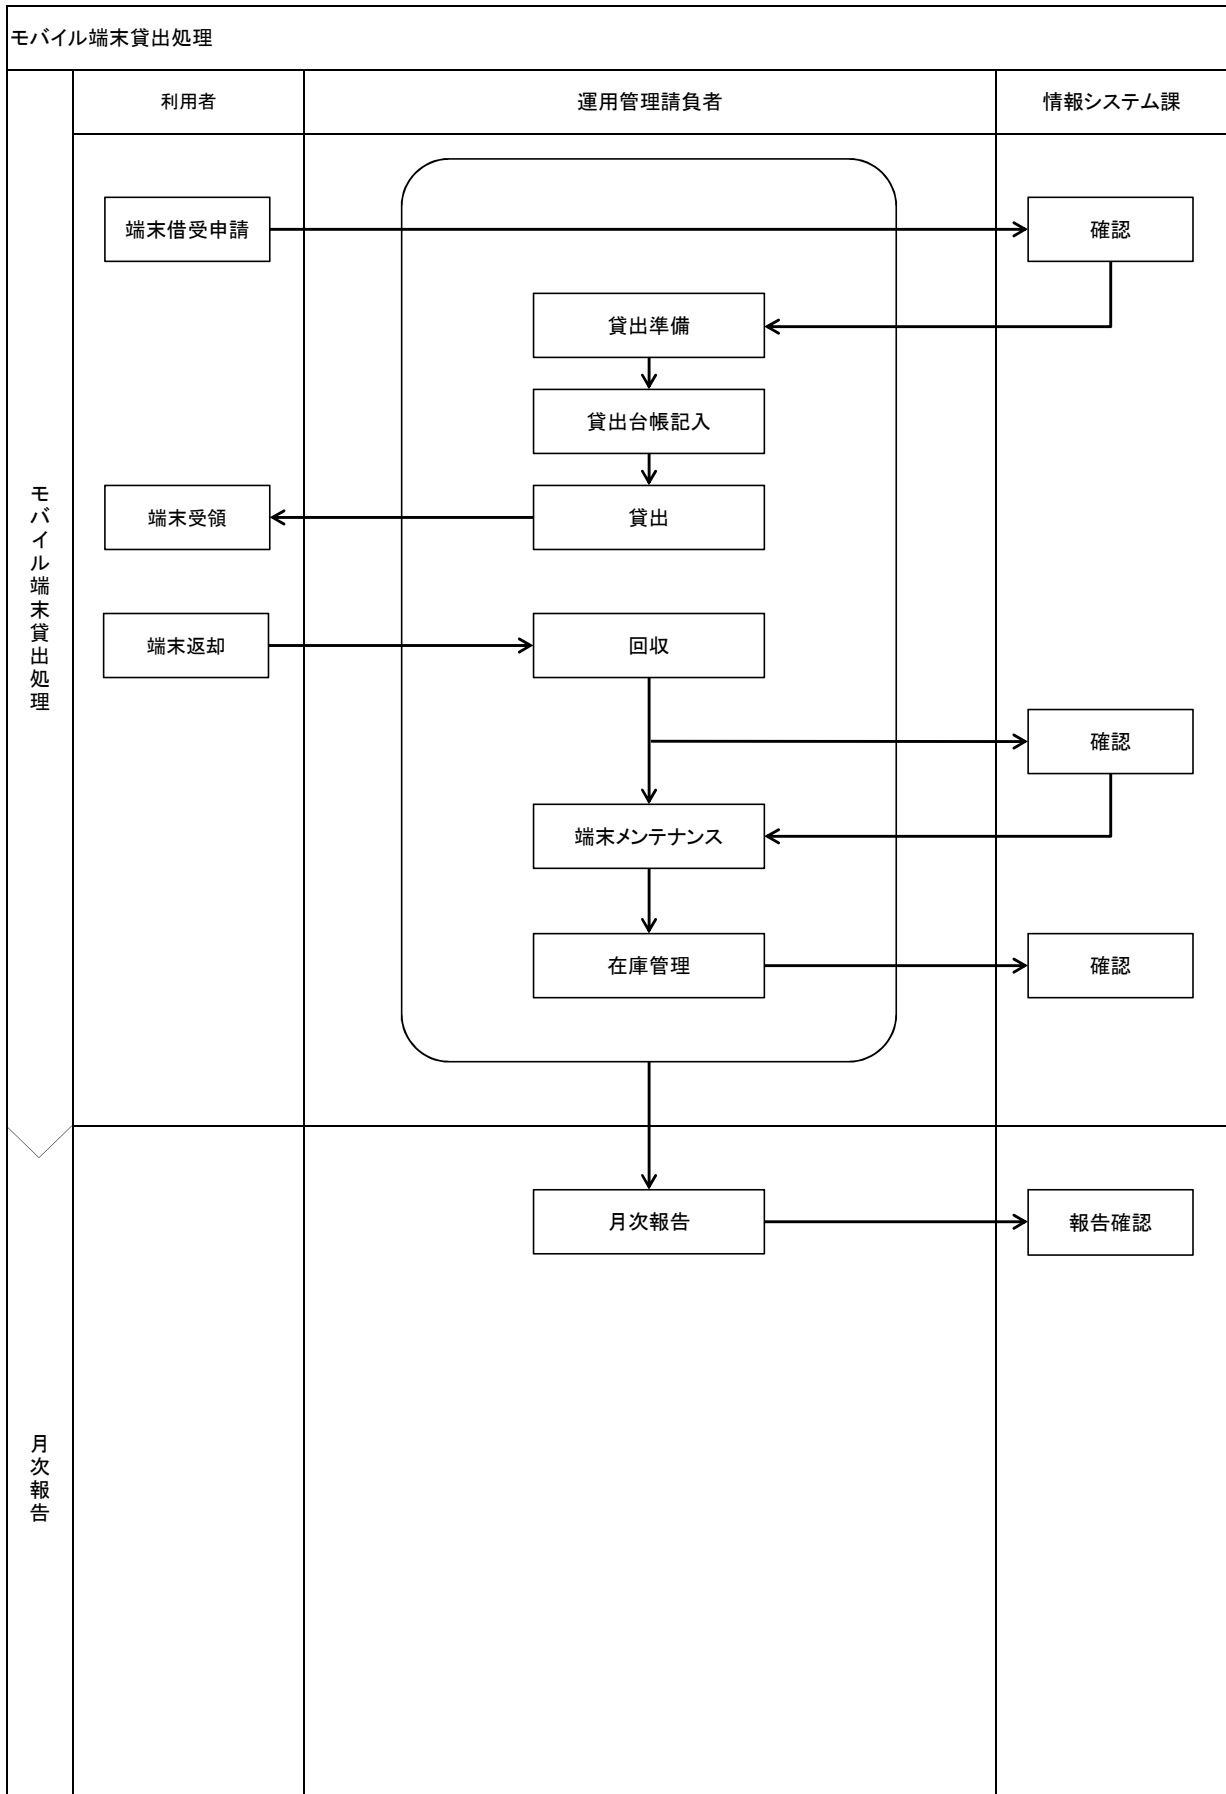 モバイル端末貸出処理
利用者
運用管理請負者
情報システム課
モバイル端末貸出処理
端末借受申請
確認
貸出準備
貸出台帳記入
端末受領
貸出
端末返却
回収
確認
端末メンテナンス
在庫管理
確認
月次報告
月次報告
報告確認